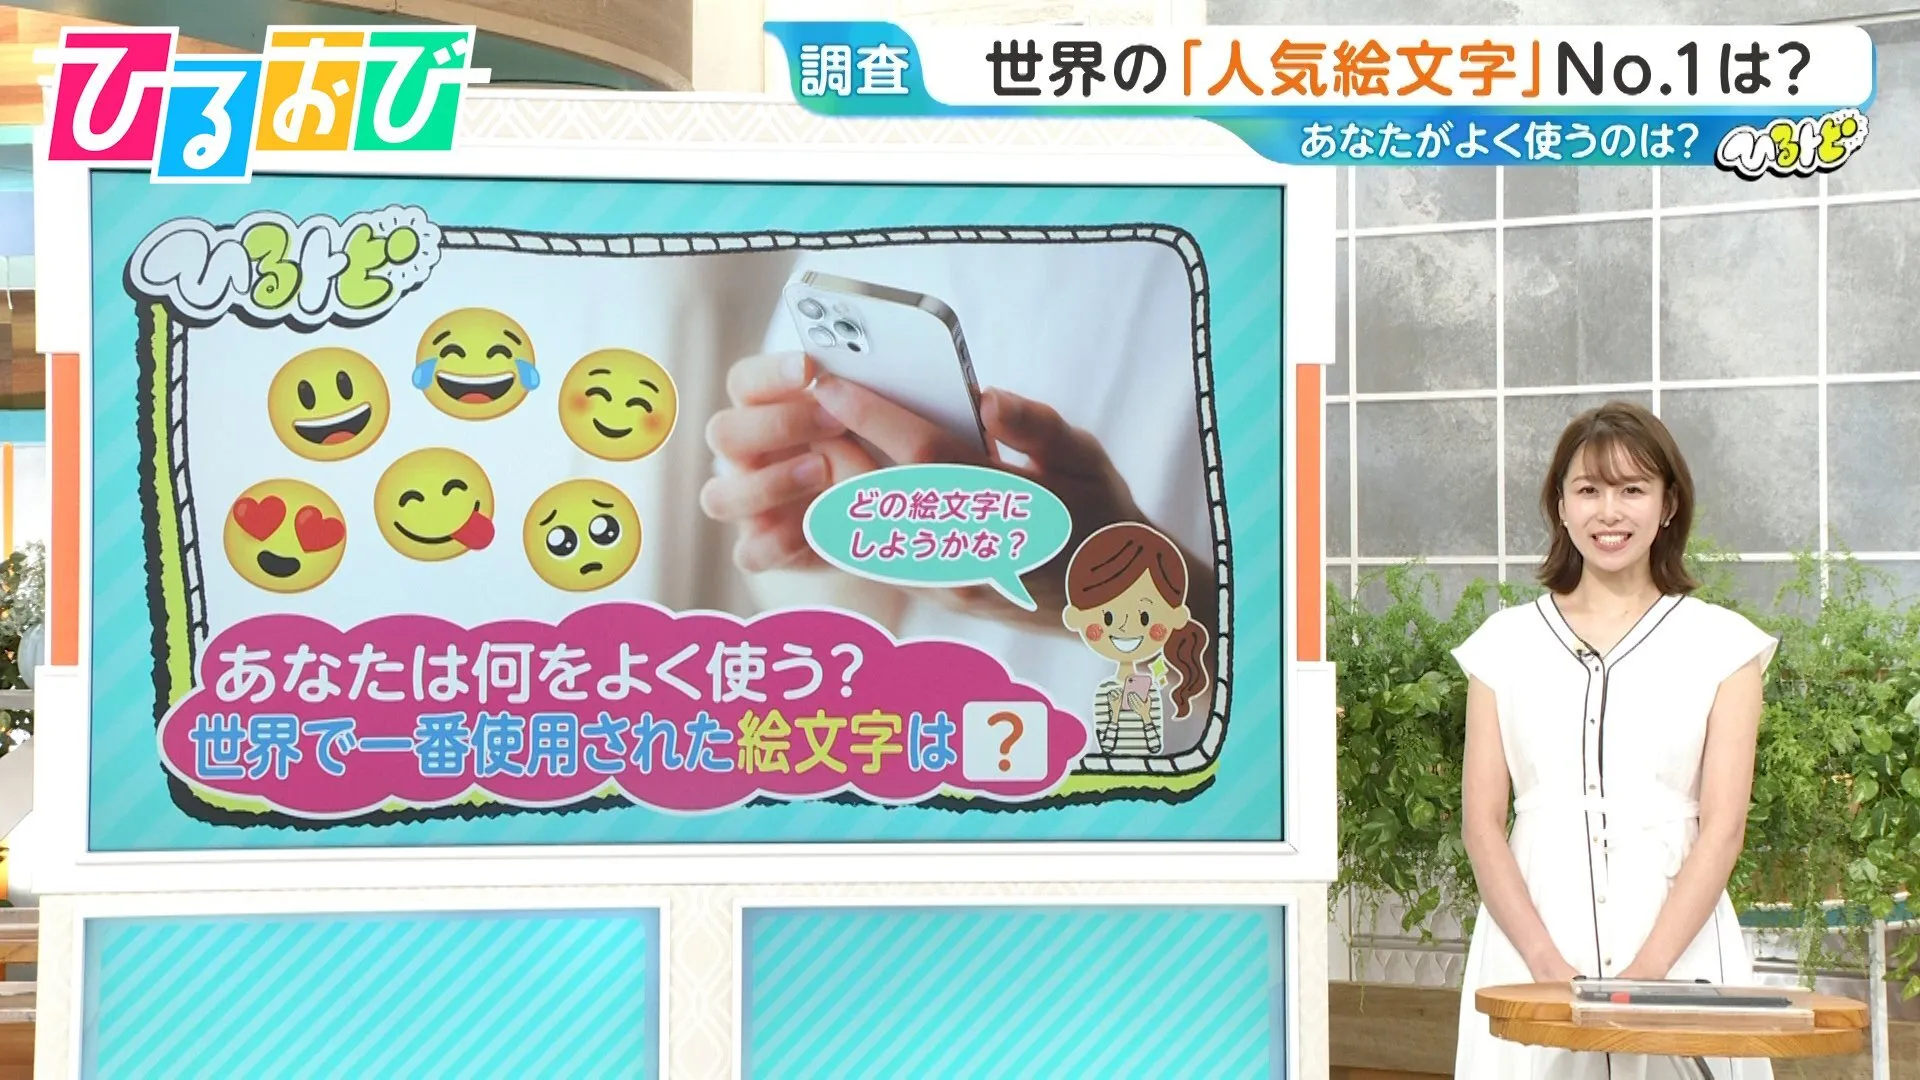 ひるおび
調査
世界の「人気絵文字」No.1は?
あなたがよく使うのは?
ひるトピ
ひるトピ
どの絵文字に
しようかな?
あなたは何をよく使う?
世界で一番使用された絵文字は?